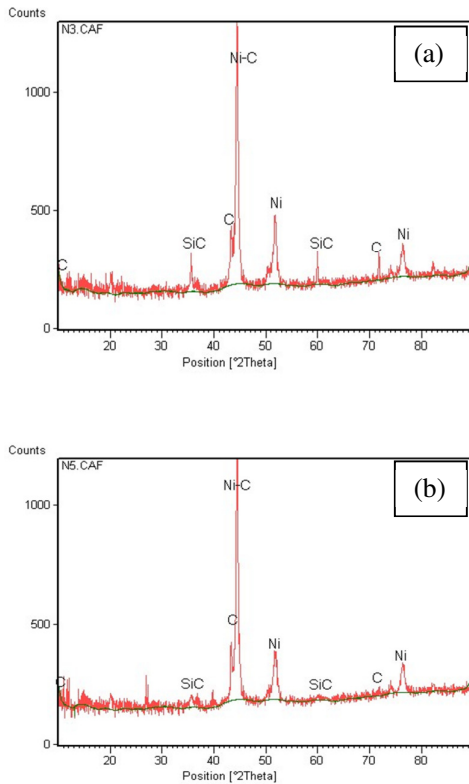 Counts
N3.CAF
(a)
Ni-C
1000
500
C
Ni
SiC
SiC
C
Ni
C
0
10 20 30 40 50 60 70 80
Position [°2Theta]
Counts
N5.CAF
(b)
Ni-C
1000
500
C
Ni
Ni
C
SiC
SiC
C
0
10 20 30 40 50 60 70 80
Position [°2Theta]